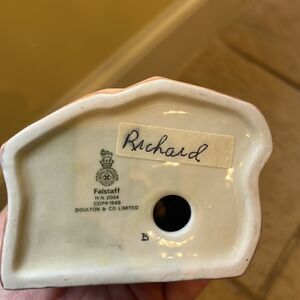 Richard
Falstaff
H.N 2054
COPR 1949
DOULTON & CO LIMITED
B